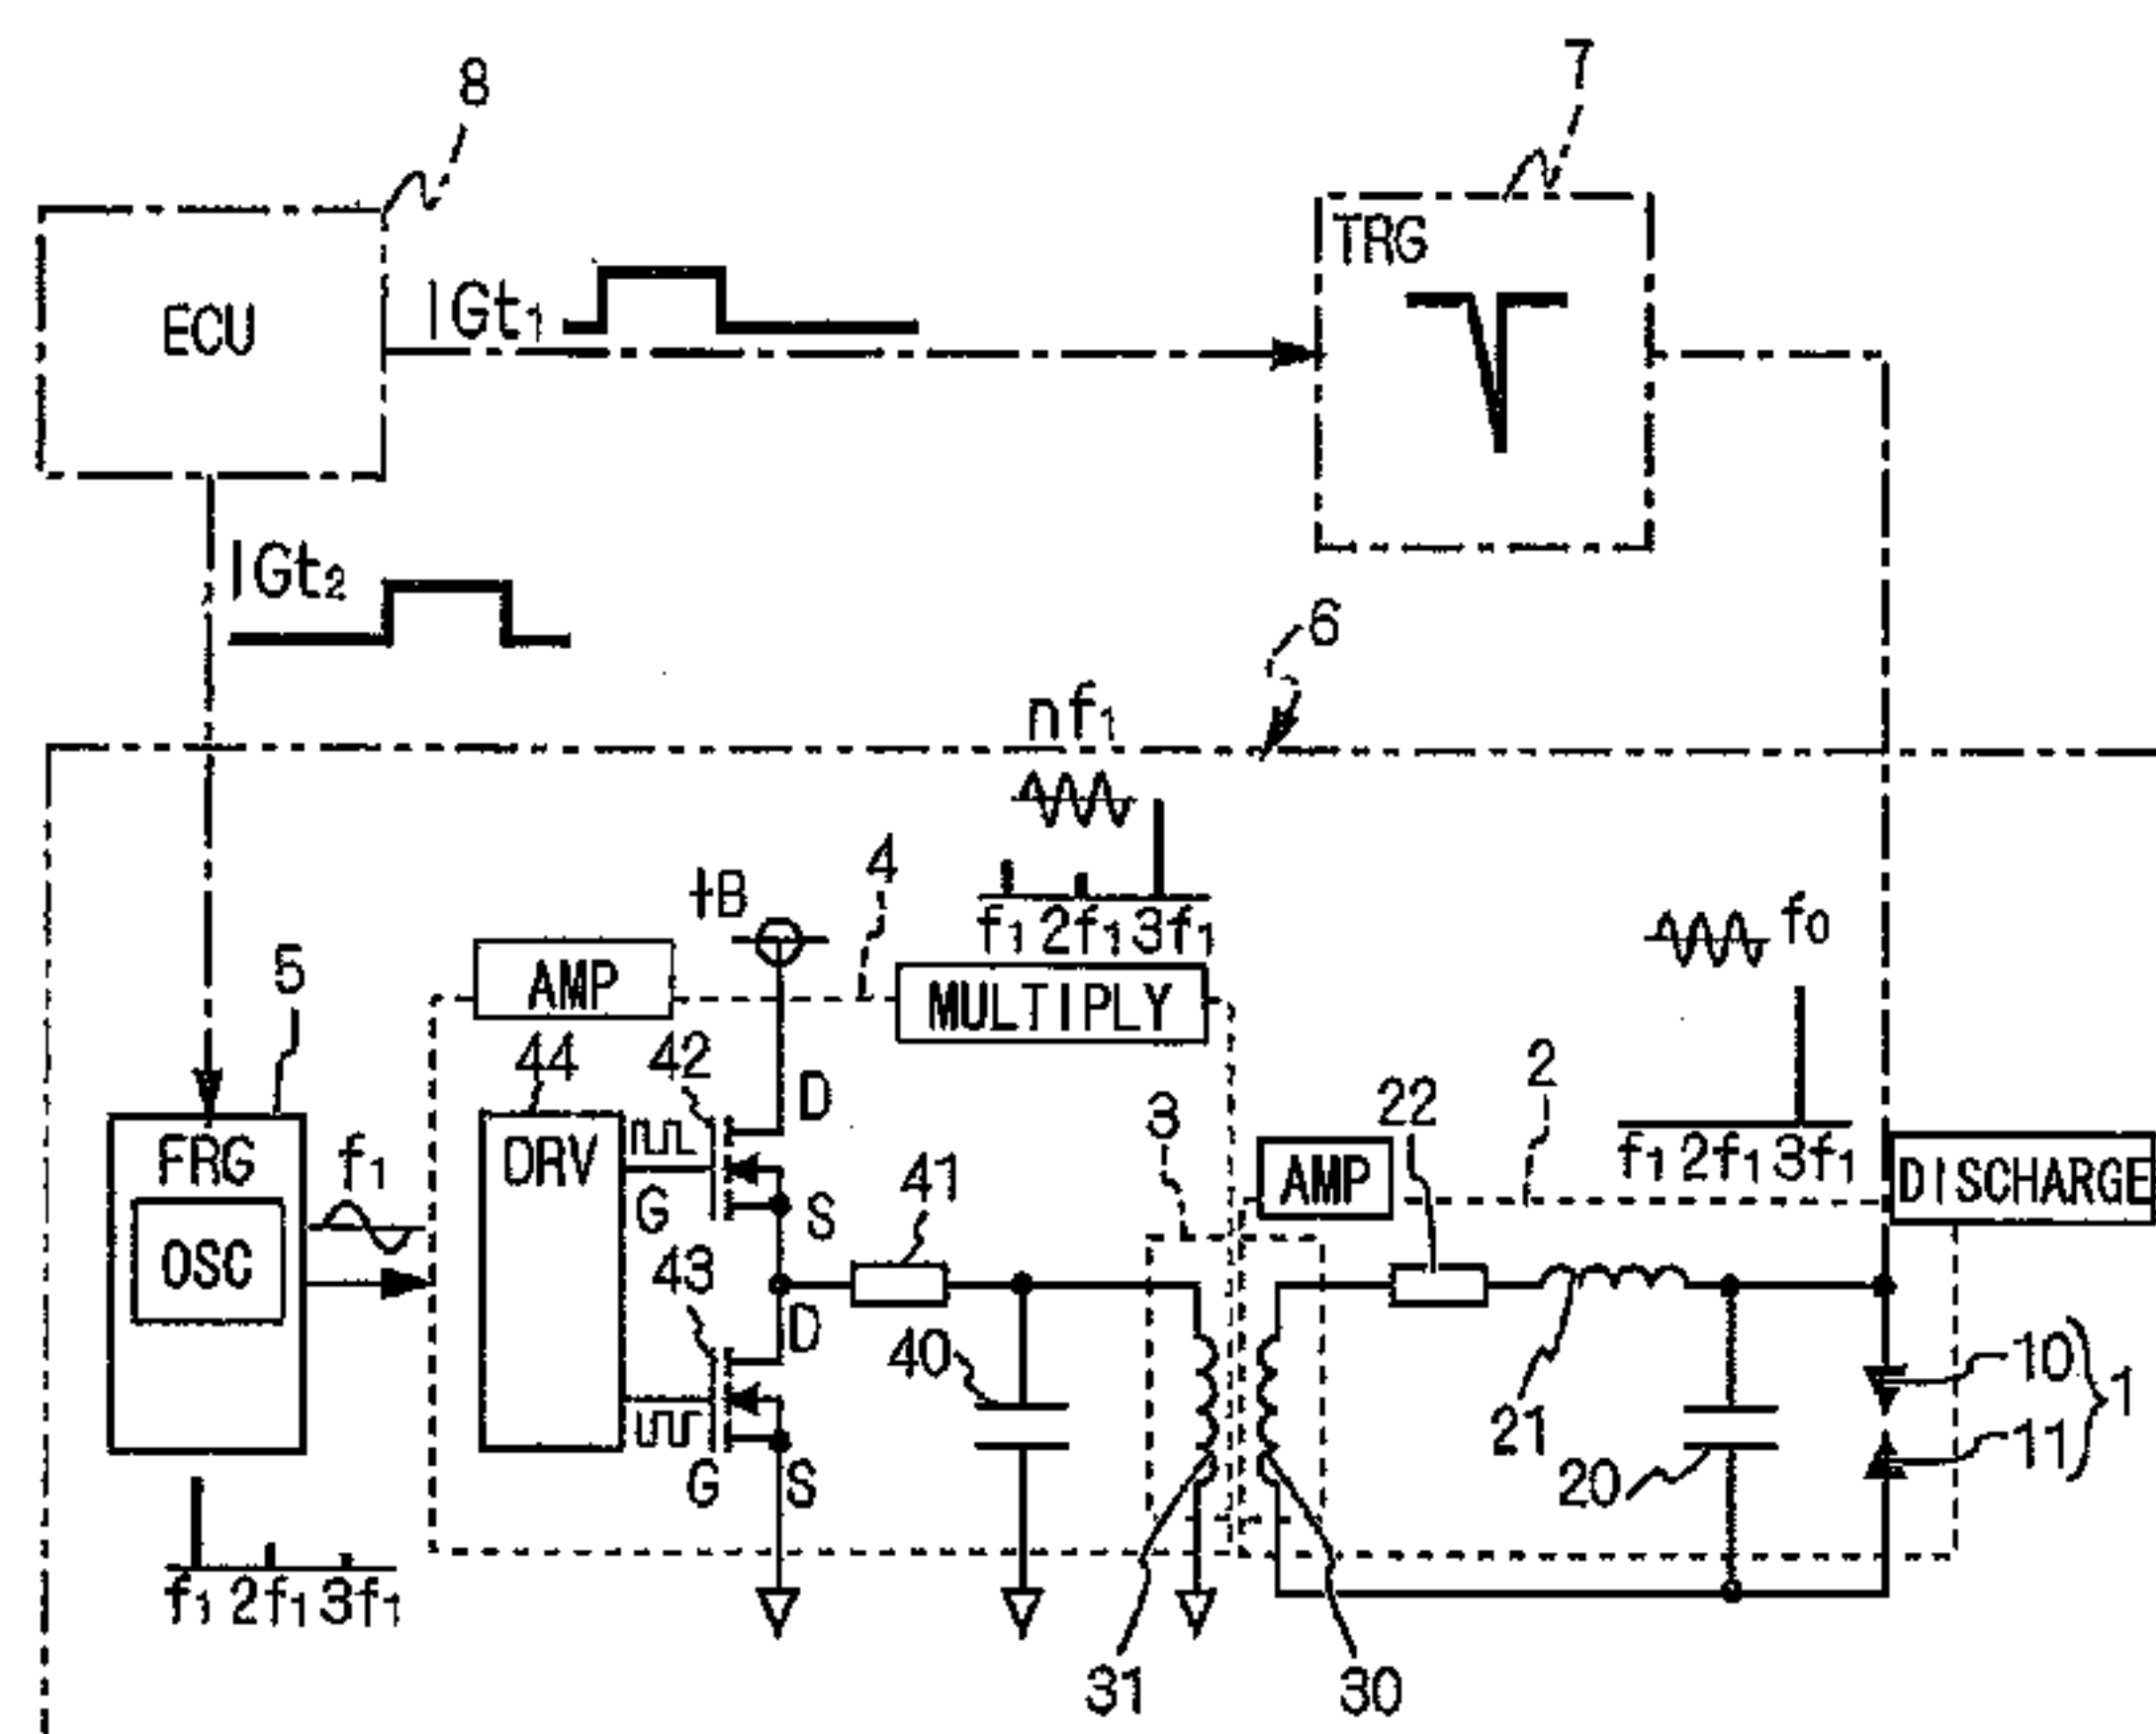 8
7
ECU
IGt1
TRG
IGt2
6
nf1
4
+B
f1 2f1 3f1
f0
5
AMP
MULTIPLY
44
42
D
3
22
2
f1 2f1 3f1
FRG
OSC
f1
DRV
G
S
41
AMP
DISCHARGE
43
D
40
21
20
10
11
1
G
S
f1 2f1 3f1
31
30